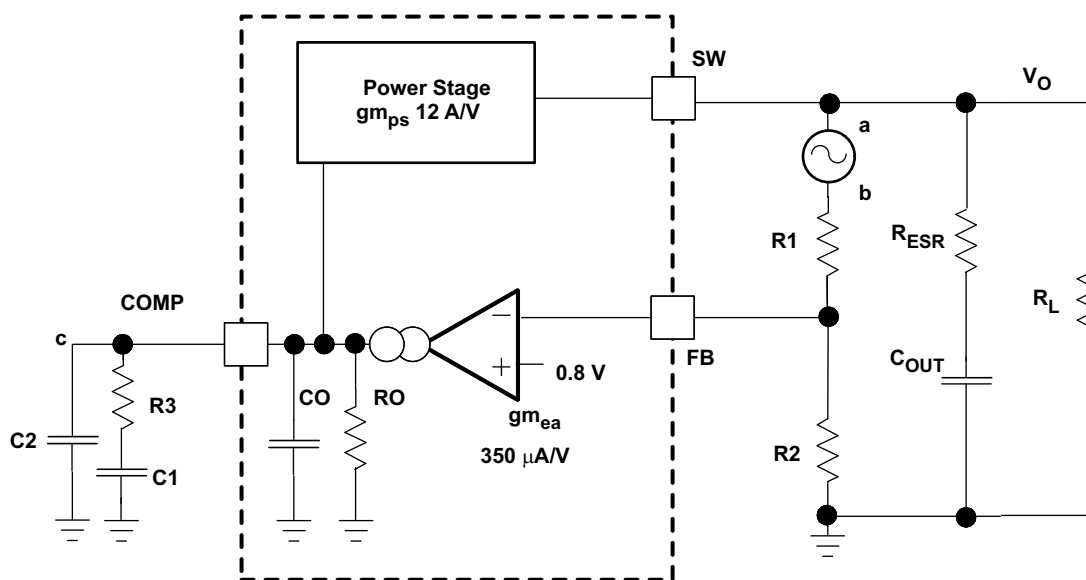 SW
Power Stage
gmps 12 A/V
VO
a
b
R1
RESR
COMP
c
RL
FB
0.8 V
COUT
CO
RO
R3
gmea
C2
350 μA/V
R2
C1